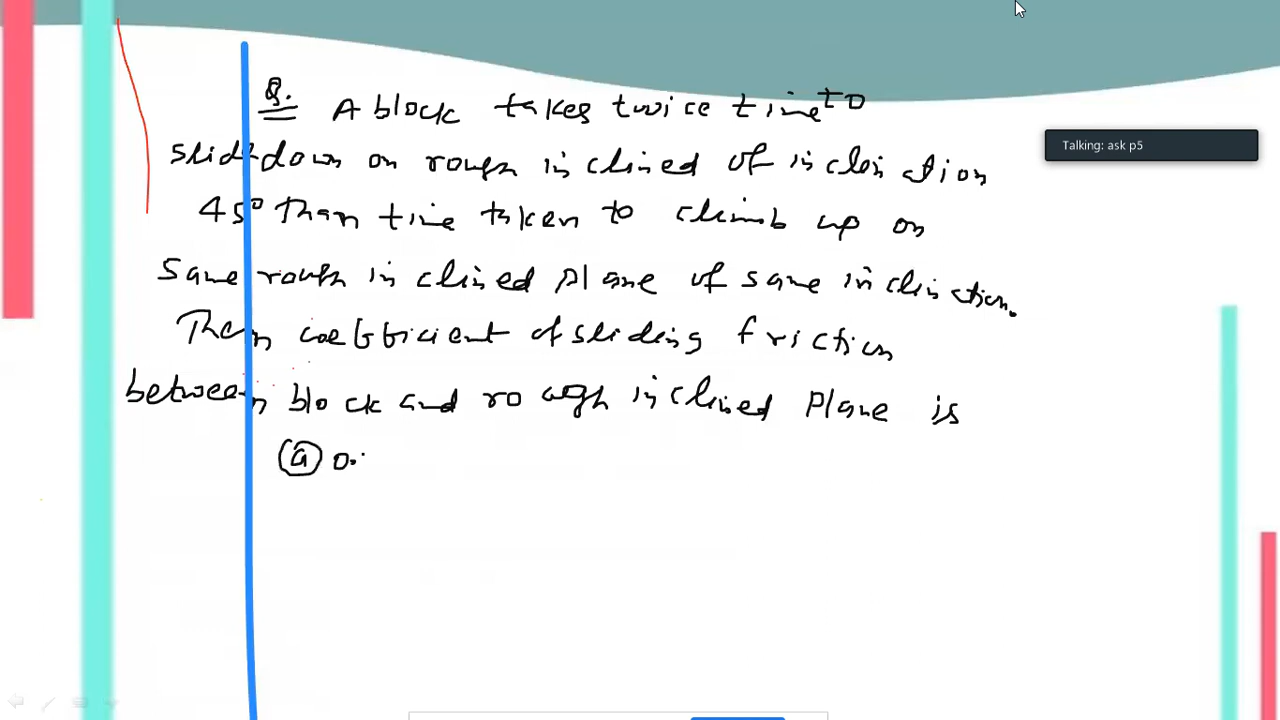 Q. A block takes twice time to
Talking: ask p5
slide down on rough inclined of inclination
45° than time taken to climb up on
same rough inclined plane of same inclination.
Then coefficient of sliding friction
between block and rough inclined plane is
(a) 0.